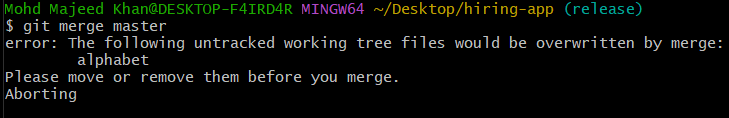 Mohd Majeed Khan@DESKTOP-F4IRD4R MINGW64 ~/Desktop/hiring-app (release)
$ git merge master
error: The following untracked working tree files would be overwritten by merge:
        alphabet
Please move or remove them before you merge.
Aborting